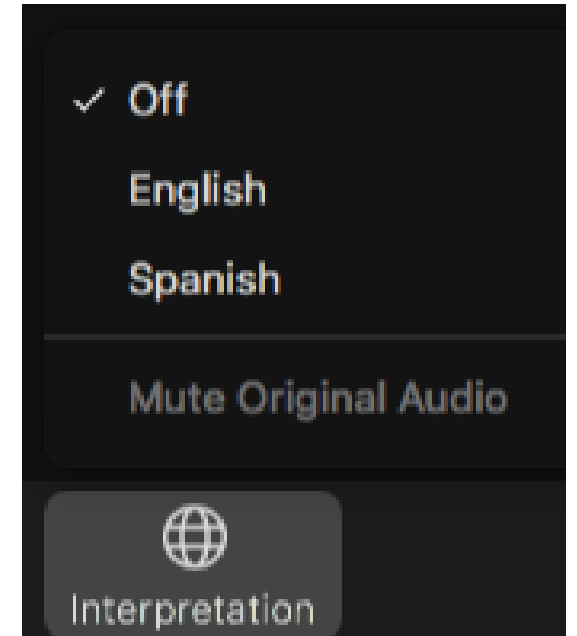 Off
English
Spanish
Mute Original Audio
Interpretation